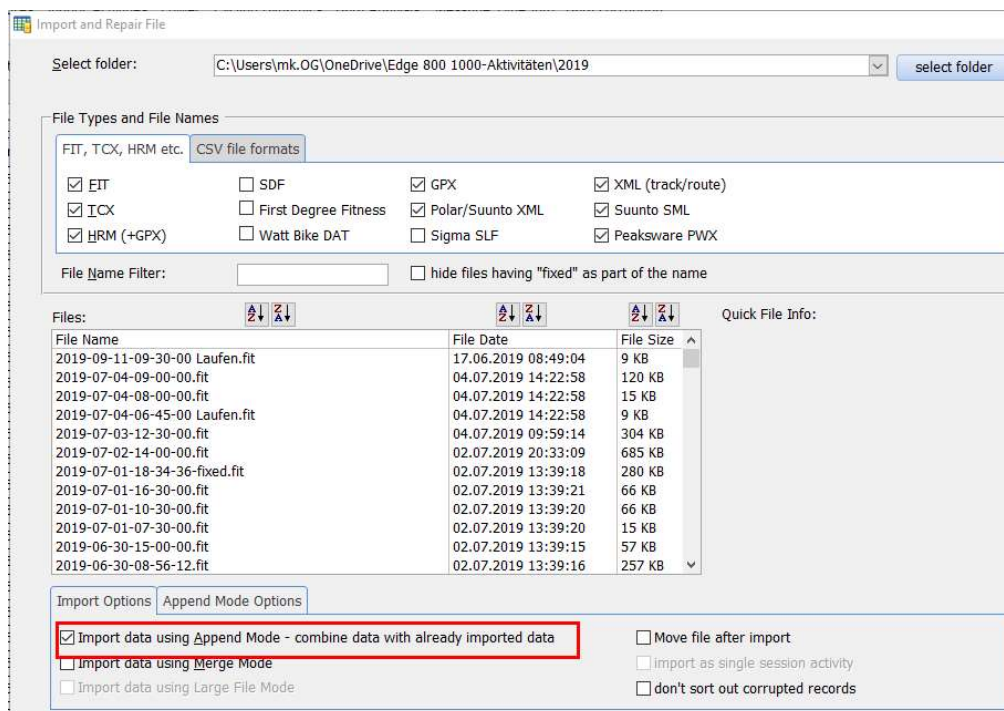 Import and Repair File
Select folder: C:\Users\mk.OG\OneDrive\Edge 800 1000-Aktivitäten\2019 select folder
File Types and File Names
FIT, TCX, HRM etc. CSV file formats
FIT SDF GPX XML (track/route)
TCX First Degree Fitness Polar/Suunto XML Suunto SML
HRM (+GPX) Watt Bike DAT Sigma SLF Peaksware PWX
File Name Filter: hide files having "fixed" as part of the name
Files: Quick File Info:
File Name File Date File Size
2019-09-11-09-30-00 Laufen.fit 17.06.2019 08:49:04 9 KB
2019-07-04-09-00-00.fit 04.07.2019 14:22:58 120 KB
2019-07-04-08-00-00.fit 04.07.2019 14:22:58 15 KB
2019-07-04-06-45-00 Laufen.fit 04.07.2019 14:22:58 9 KB
2019-07-03-12-30-00.fit 04.07.2019 09:59:14 304 KB
2019-07-02-14-00-00.fit 02.07.2019 20:33:09 685 KB
2019-07-01-18-34-36-fixed.fit 02.07.2019 13:39:18 280 KB
2019-07-01-16-30-00.fit 02.07.2019 13:39:21 66 KB
2019-07-01-10-30-00.fit 02.07.2019 13:39:20 66 KB
2019-07-01-07-30-00.fit 02.07.2019 13:39:20 15 KB
2019-06-30-15-00-00.fit 02.07.2019 13:39:15 57 KB
2019-06-30-08-56-12.fit 02.07.2019 13:39:16 257 KB
Import Options Append Mode Options
Import data using Append Mode - combine data with already imported data Move file after import
Import data using Merge Mode import as single session activity
Import data using Large File Mode don't sort out corrupted records